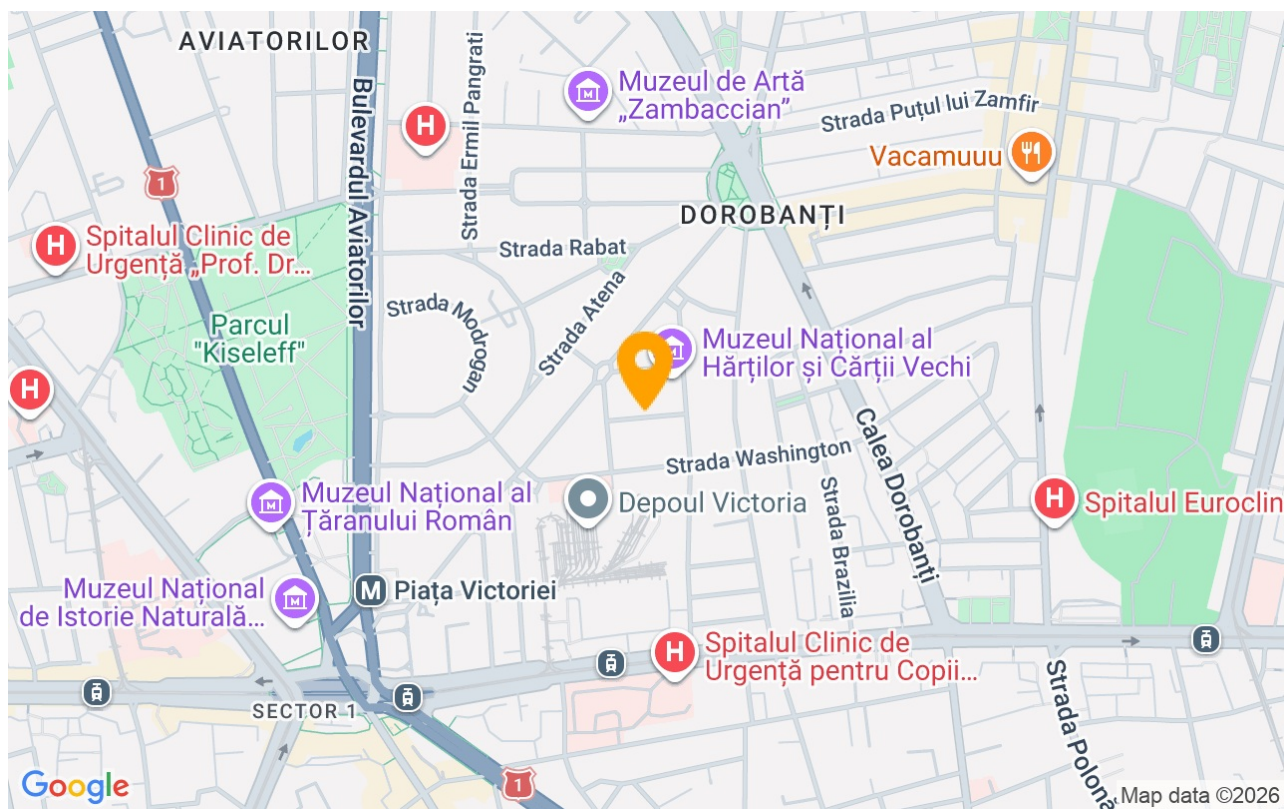 AVIATORILOR
Bulevardul Aviatorilor
Strada Ermil Pangrati
H
Muzeul de Artă
„Zambaccian”
Strada Puțul lui Zamfir
Vacamuuu
1
DOROBANȚI
H
Spitalul Clinic de
Urgență „Prof. Dr...
Strada Rabat
Strada Modrogan
Strada Atena
Parcul
"Kiseleff"
Muzeul Național al
Hărților și Cărții Vechi
H
Calea Dorobanți
Strada Washington
Strada Brazilia
Muzeul Național al
Țăranului Român
Depoul Victoria
H
Spitalul Euroclin
Muzeul Național
de Istorie Naturală...
M
Piața Victoriei
H
Spitalul Clinic de
Urgență pentru Copii...
Strada Polonă
SECTOR 1
1
Google
Map data ©2026